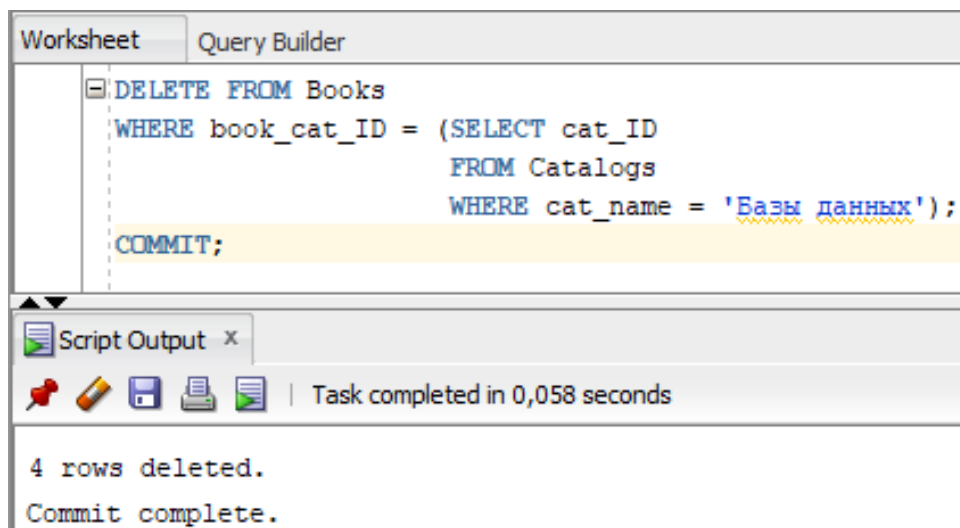 Worksheet Query Builder
DELETE FROM Books
WHERE book_cat_ID = (SELECT cat_ID
FROM Catalogs
WHERE cat_name = 'Базы данных');
COMMIT;
Script Output x
Task completed in 0,058 seconds
4 rows deleted.
Commit complete.